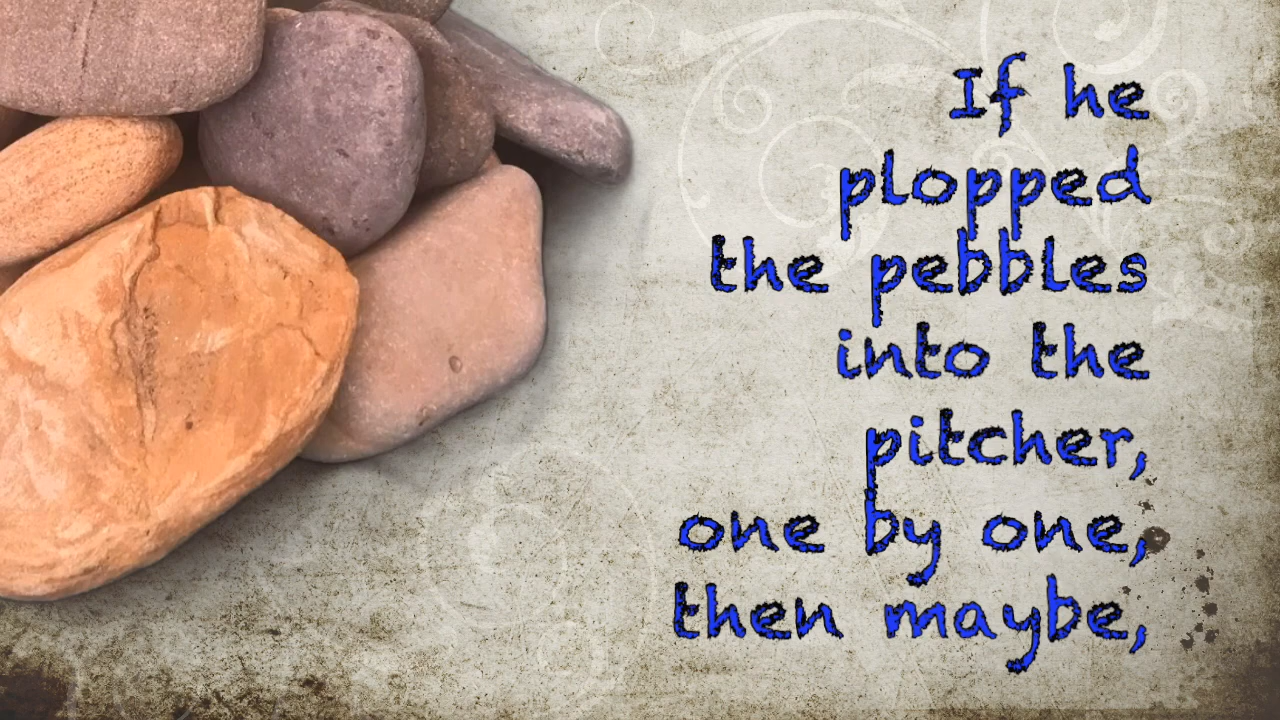 If he
plopped
the pebbles
into the
pitcher,
one by one,
then maybe,